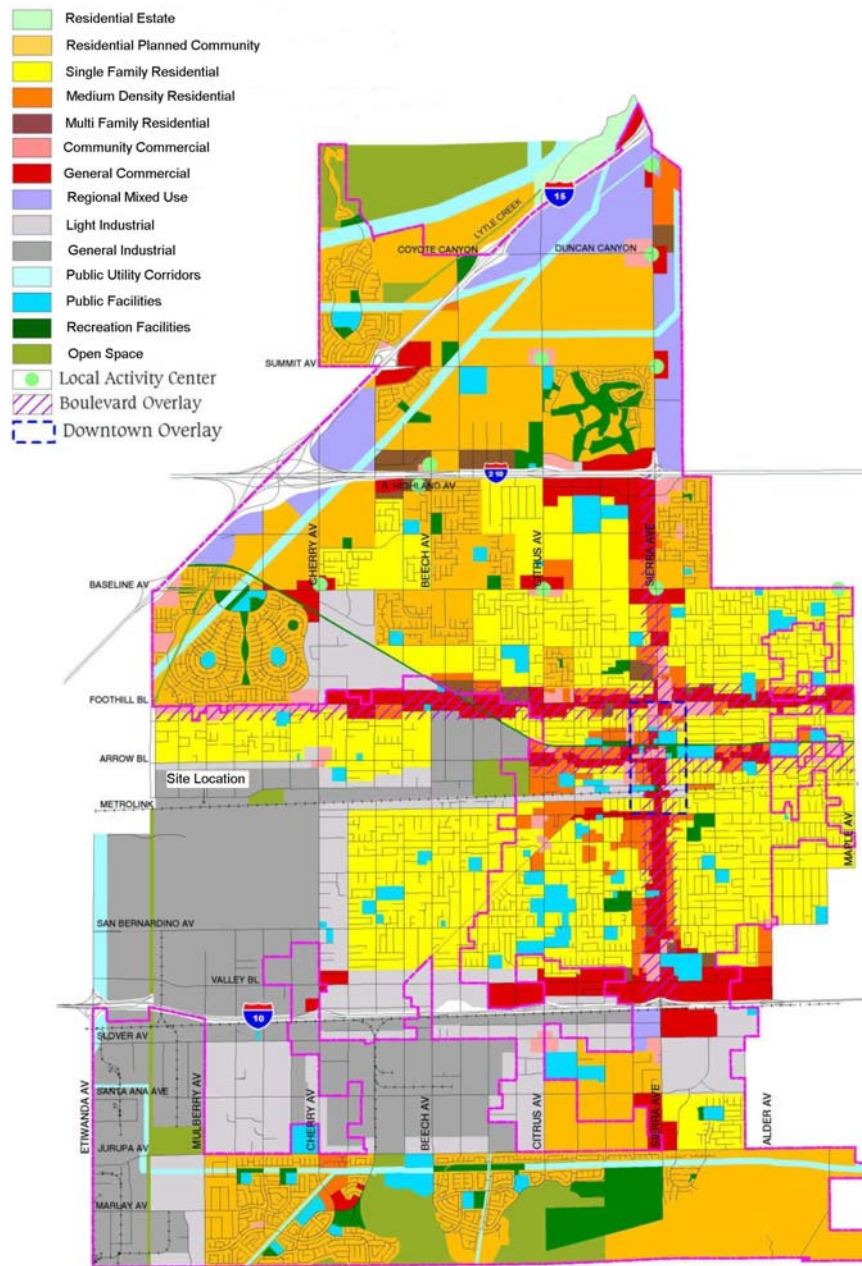 Residential Estate
Residential Planned Community
Single Family Residential
Medium Density Residential
Multi Family Residential
Community Commercial
General Commercial
Regional Mixed Use
Light Industrial
General Industrial
Public Utility Corridors
Public Facilities
Recreation Facilities
Open Space
Local Activity Center
Boulevard Overlay
Downtown Overlay
15
LYTLE CREEK
COYOTE CANYON
DUNCAN CANYON
SUMMIT AV
210
S. HIGHLAND AV
CHERRY AV
BEECH AV
CITRUS AV
SIERRA AVE
BASELINE AV
FOOTHILL BL
ARROW BL
Site Location
METROLINK
MAPLE AV
SAN BERNARDINO AV
VALLEY BL
10
SLOVER AV
SANTA ANA AVE
ETIWANDA AV
MULBERRY AV
CHERRY AV
BEECH AV
CITRUS AV
SIERRA AVE
ALDER AV
JURUPA AV
MARLAY AV